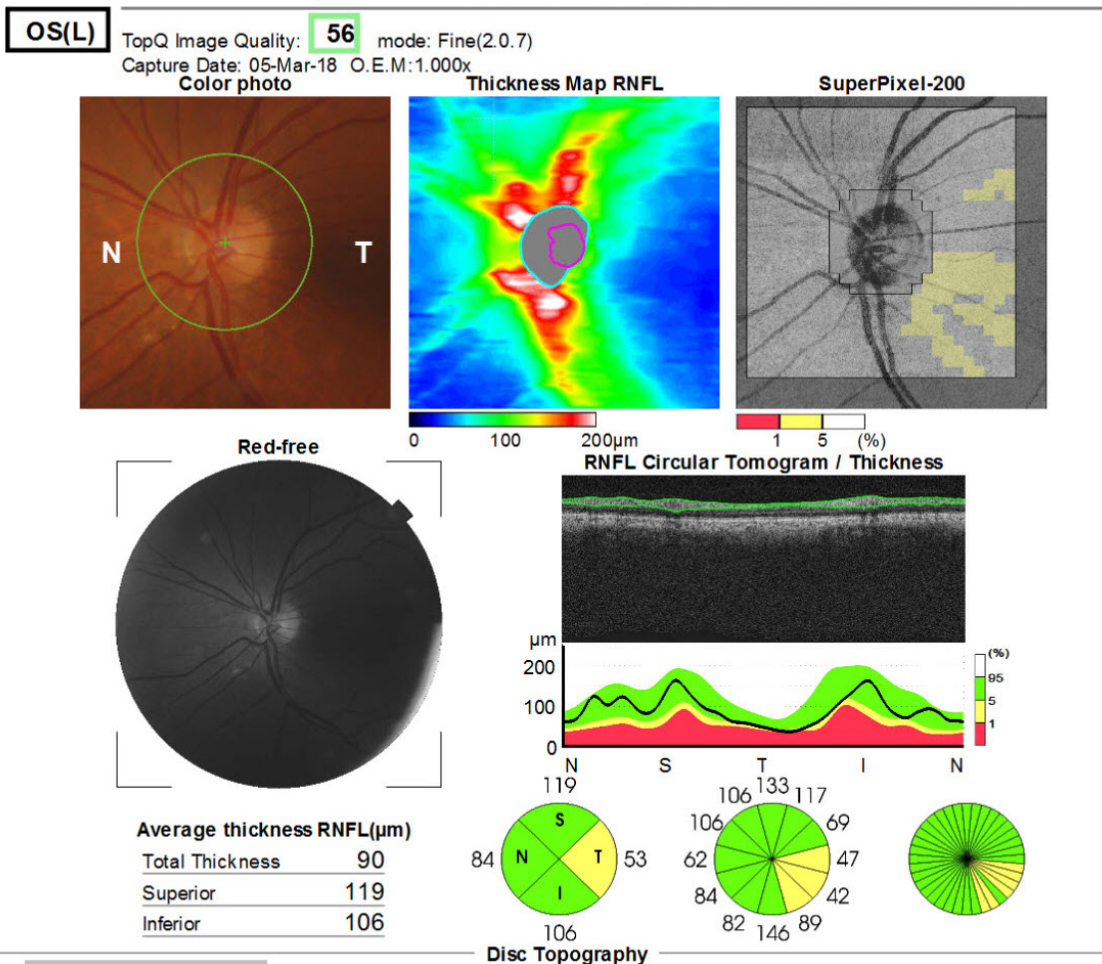 OS(L)
TopQ Image Quality: 56 mode: Fine(2.0.7)
Capture Date: 05-Mar-18 O.E.M:1.000x
Color photo
Thickness Map RNFL
SuperPixel-200
N
T
0 100 200µm
1 5 (%)
Red-free
RNFL Circular Tomogram / Thickness
µm
200
100
0
N S T I N
(%)
95
5
1
Average thickness RNFL(µm)
Total Thickness 90
Superior 119
Inferior 106
119
84 N S T I 53
106
106 133 117
106 69
62 47
84 42
82 146 89
Disc Topography